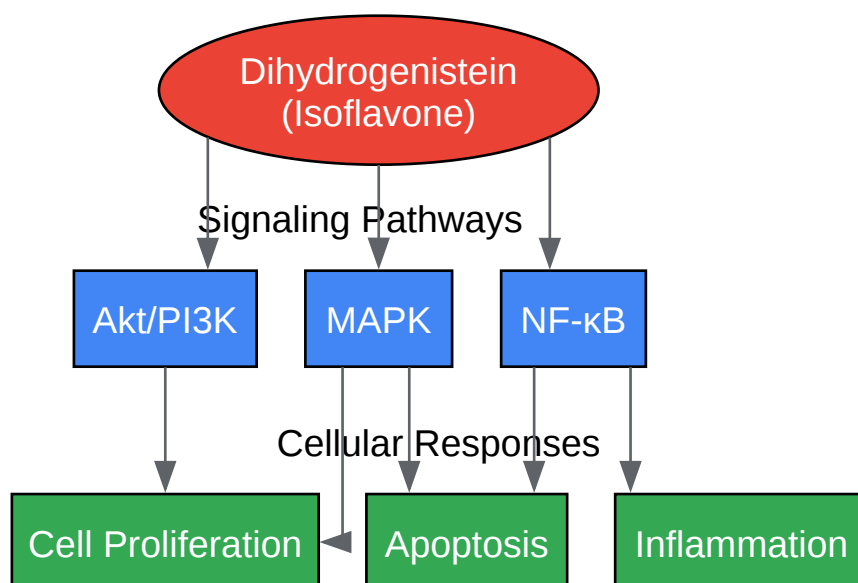 Dihydrogenistein
(Isoflavone)
Signaling Pathways
Akt/PI3K
MAPK
NF-κB
Cellular Responses
Cell Proliferation
Apoptosis
Inflammation